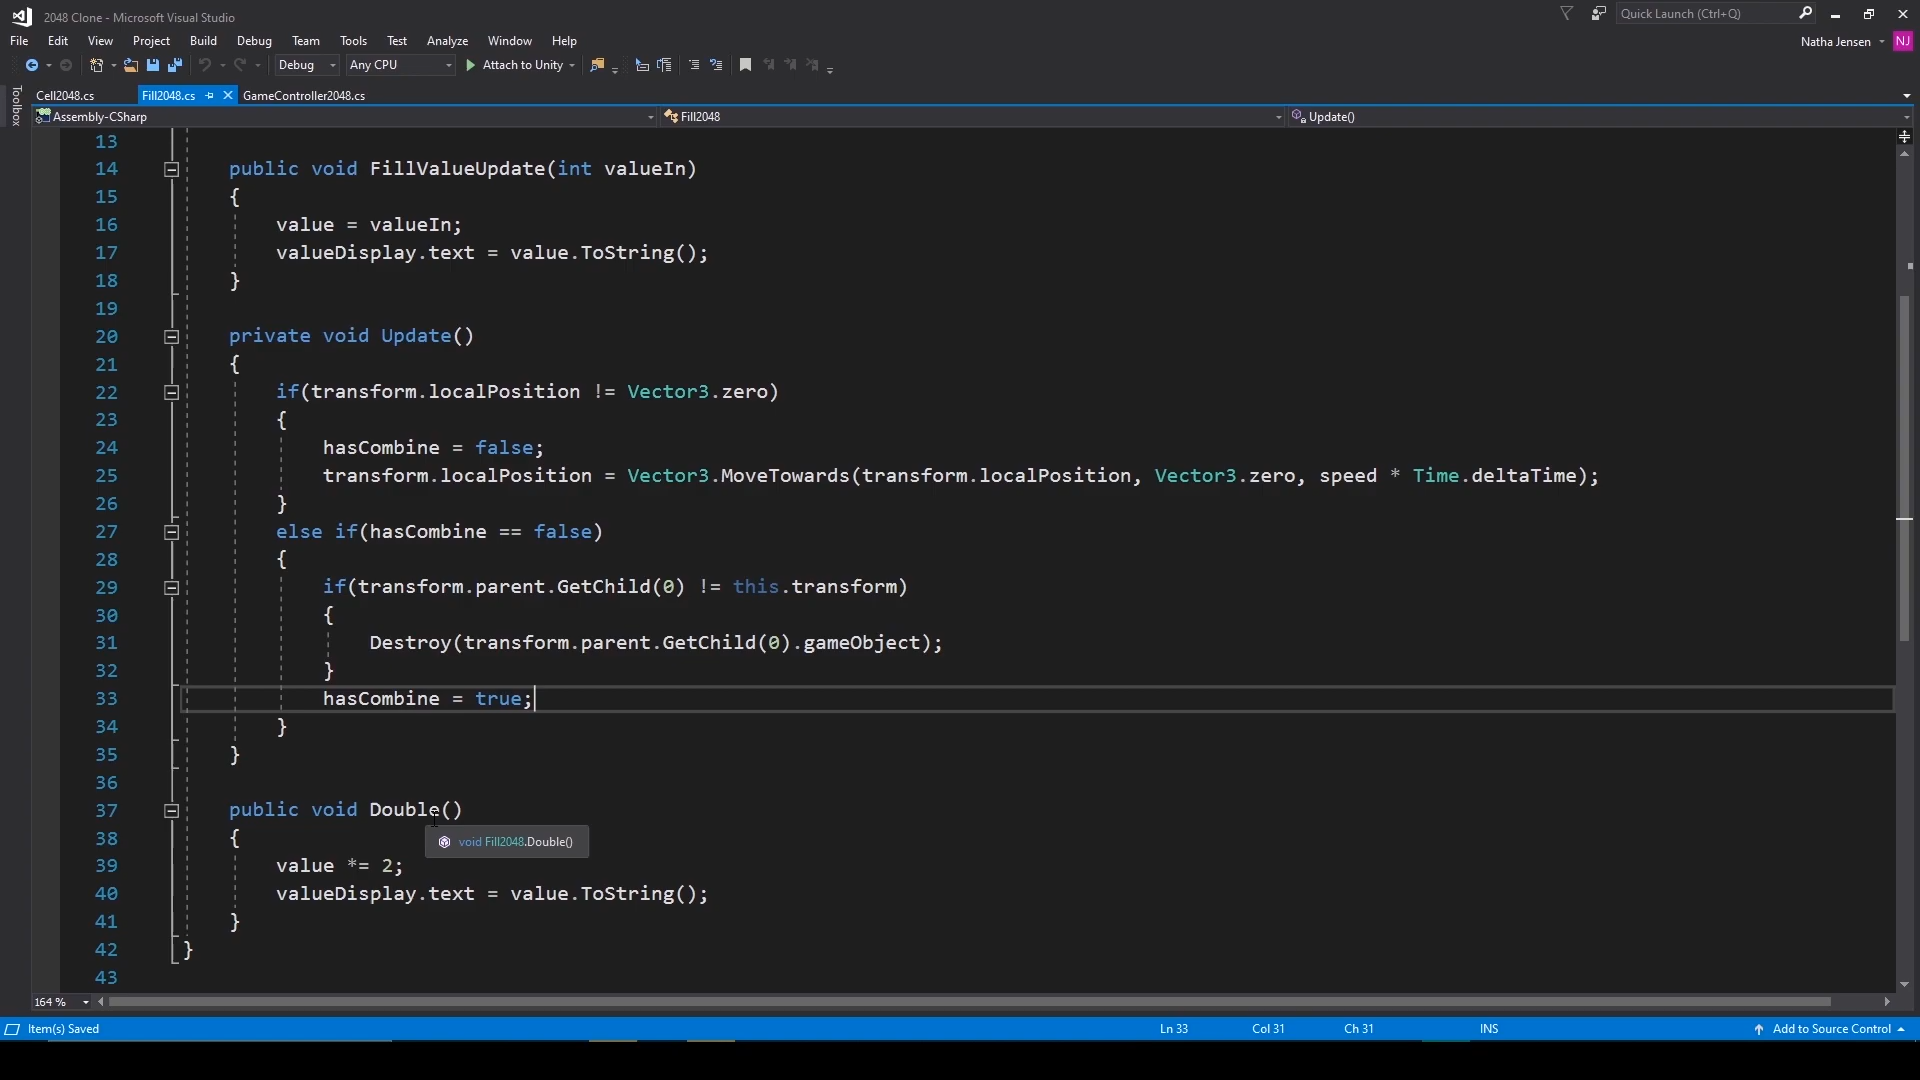 2048 Clone - Microsoft Visual Studio
Quick Launch (Ctrl+Q)
File Edit View Project Build Debug Team Tools Test Analyze Window Help
Natha Jensen NJ
Debug Any CPU Attach to Unity
Toolbox
Cell2048.cs Fill2048.cs GameController2048.cs
Assembly-CSharp Fill2048 Update()
13
14 public void FillValueUpdate(int valueIn)
15 {
16 value = valueIn;
17 valueDisplay.text = value.ToString();
18 }
19
20 private void Update()
21 {
22 if(transform.localPosition != Vector3.zero)
23 {
24 hasCombine = false;
25 transform.localPosition = Vector3.MoveTowards(transform.localPosition, Vector3.zero, speed * Time.deltaTime);
26 }
27 else if(hasCombine == false)
28 {
29 if(transform.parent.GetChild(0) != this.transform)
30 {
31 Destroy(transform.parent.GetChild(0).gameObject);
32 }
33 hasCombine = true;
34 }
35 }
36
37 public void Double()
38 {
void Fill2048.Double()
39 value *= 2;
40 valueDisplay.text = value.ToString();
41 }
42 }
43
164 %
Item(s) Saved Ln 33 Col 31 Ch 31 INS Add to Source Control